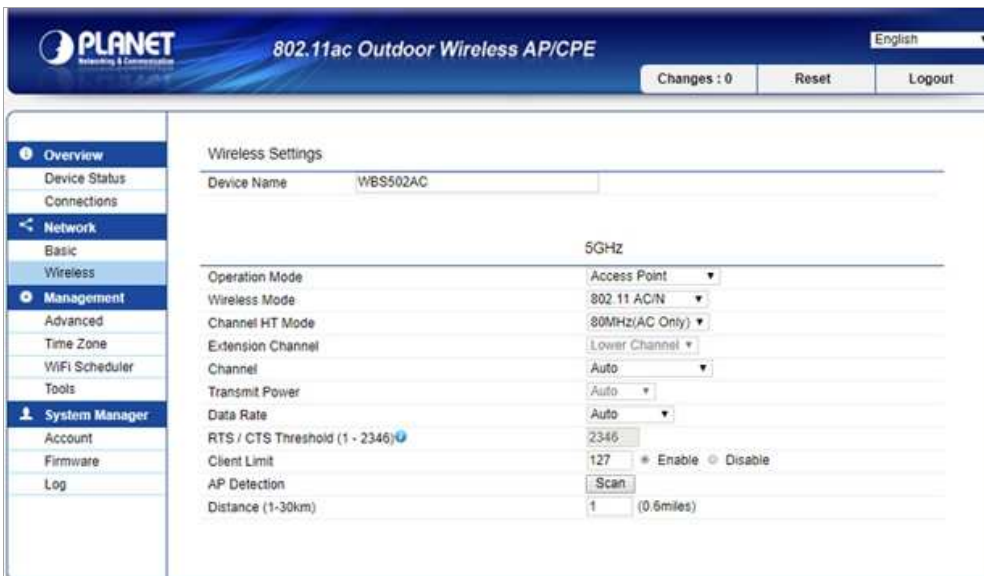 PLANET
Networking & Communication
802.11ac Outdoor Wireless AP/CPE
English
Changes : 0
Reset
Logout
Overview
Device Status
Connections
Network
Basic
Wireless
Management
Advanced
Time Zone
WiFi Scheduler
Tools
System Manager
Account
Firmware
Log
Wireless Settings
Device Name WBS502AC
5GHz
Operation Mode Access Point
Wireless Mode 802.11 AC/N
Channel HT Mode 80MHz(AC Only)
Extension Channel Lower Channel
Channel Auto
Transmit Power Auto
Data Rate Auto
RTS / CTS Threshold (1 - 2346) 2346
Client Limit 127 Enable Disable
AP Detection Scan
Distance (1-30km) 1 (0.6miles)